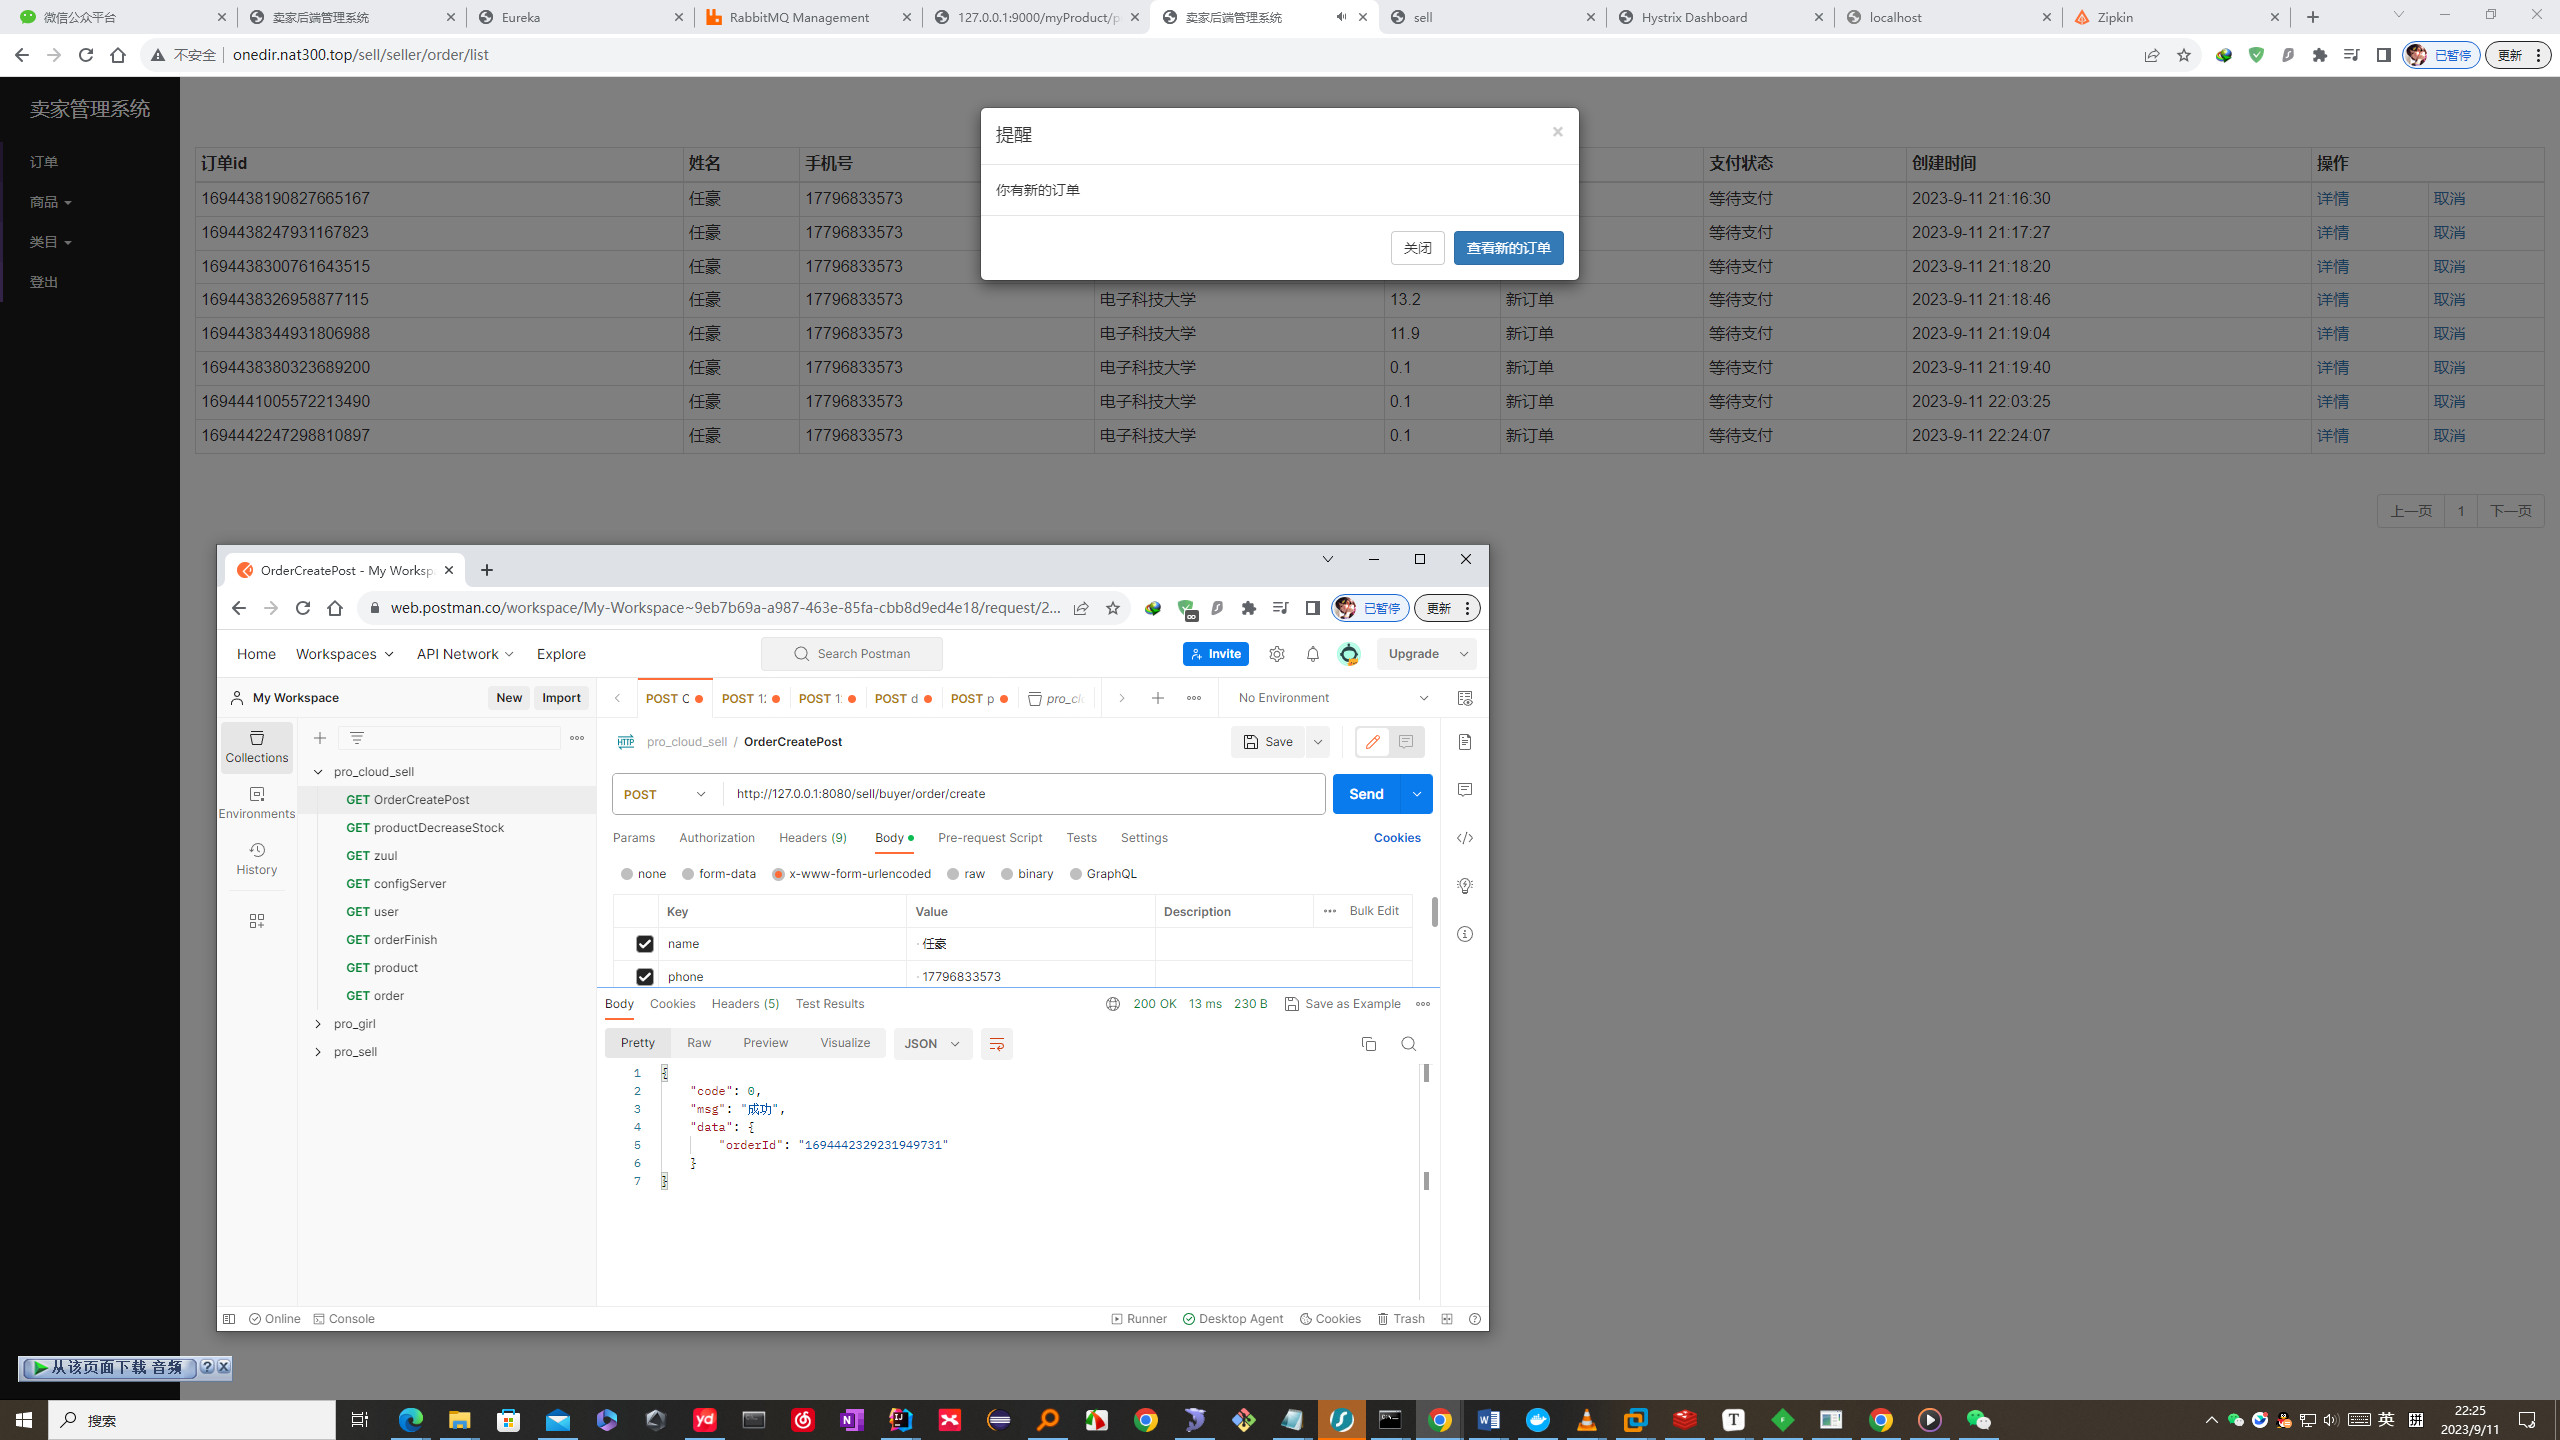 微信公众平台
卖家后端管理系统
Eureka
RabbitMQ Management
127.0.0.1:9000/myProduct/p
卖家后端管理系统
sell
Hystrix Dashboard
localhost
Zipkin
不安全
onedir.nat300.top/sell/seller/order/list
已暂停
更新
卖家管理系统
订单
商品
类目
登出
提醒
×
你有新的订单
关闭
查看新的订单
订单id 姓名 手机号 支付状态 创建时间 操作
1694438190827665167 任豪 17796833573 等待支付 2023-9-11 21:16:30 详情 取消
1694438247931167823 任豪 17796833573 等待支付 2023-9-11 21:17:27 详情 取消
1694438300761643515 任豪 17796833573 等待支付 2023-9-11 21:18:20 详情 取消
1694438326958877115 任豪 17796833573 电子科技大学 13.2 新订单 等待支付 2023-9-11 21:18:46 详情 取消
1694438344931806988 任豪 17796833573 电子科技大学 11.9 新订单 等待支付 2023-9-11 21:19:04 详情 取消
1694438380323689200 任豪 17796833573 电子科技大学 0.1 新订单 等待支付 2023-9-11 21:19:40 详情 取消
1694441005572213490 任豪 17796833573 电子科技大学 0.1 新订单 等待支付 2023-9-11 22:03:25 详情 取消
1694442247298810897 任豪 17796833573 电子科技大学 0.1 新订单 等待支付 2023-9-11 22:24:07 详情 取消
上一页 1 下一页
OrderCreatePost - My Worksp
web.postman.co/workspace/My-Workspace~9eb7b69a-a987-463e-85fa-cbb8d9ed4e18/request/2...
已暂停
更新
Home Workspaces API Network Explore
Search Postman
Invite
Upgrade
My Workspace
New Import
POST C POST 12 POST 1: POST d POST p pro_clo
No Environment
Collections
Environments
History
pro_cloud_sell
GET OrderCreatePost
GET productDecreaseStock
GET zuul
GET configServer
GET user
GET orderFinish
GET product
GET order
pro_girl
pro_sell
HTTP pro_cloud_sell / OrderCreatePost
Save
POST http://127.0.0.1:8080/sell/buyer/order/create
Send
Params Authorization Headers (9) Body Pre-request Script Tests Settings Cookies
none form-data x-www-form-urlencoded raw binary GraphQL
Key Value Description Bulk Edit
name 任豪
phone 17796833573
Body Cookies Headers (5) Test Results
200 OK 13 ms 230 B Save as Example
Pretty Raw Preview Visualize JSON
1 {
2 "code": 0,
3 "msg": "成功",
4 "data": {
5 "orderId": "1694442329231949731"
6 }
7 }
Online Console
Runner Desktop Agent Cookies Trash
从该页面下载 音频
搜索
英
拼
22:25
2023/9/11